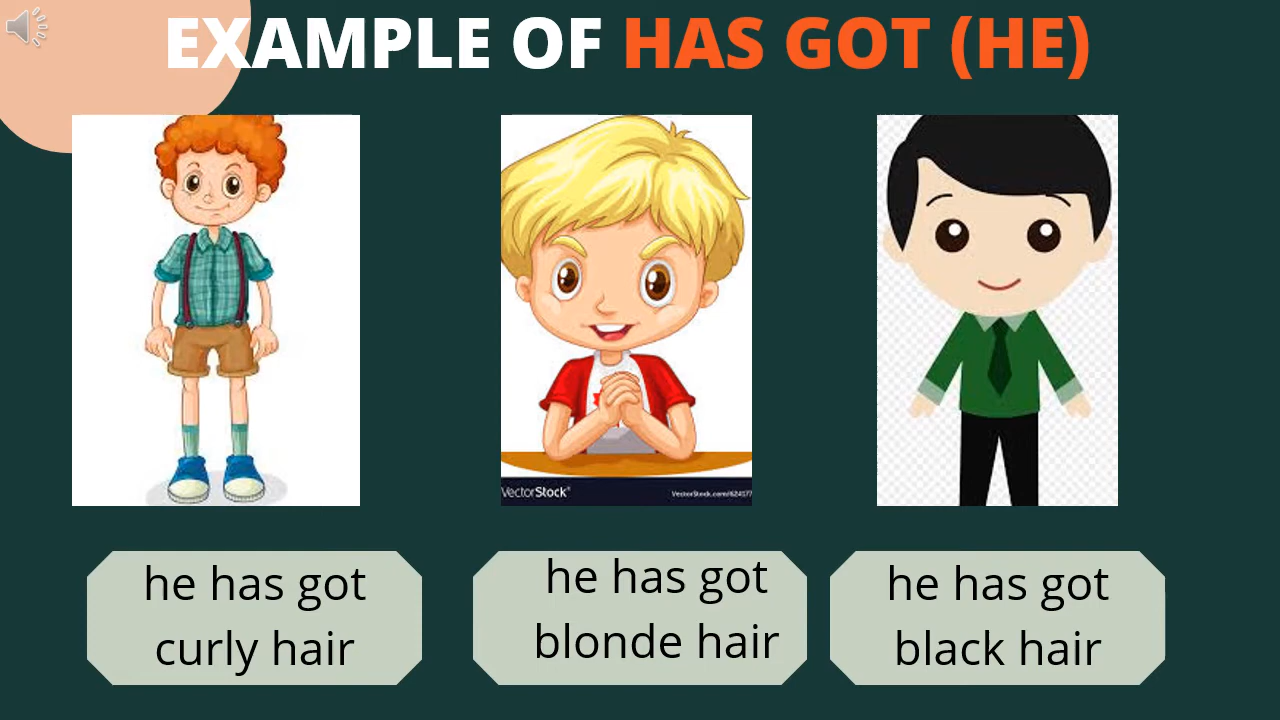 EXAMPLE OF HAS GOT (HE)
VectorStock®
he has got
curly hair
he has got
blonde hair
he has got
black hair